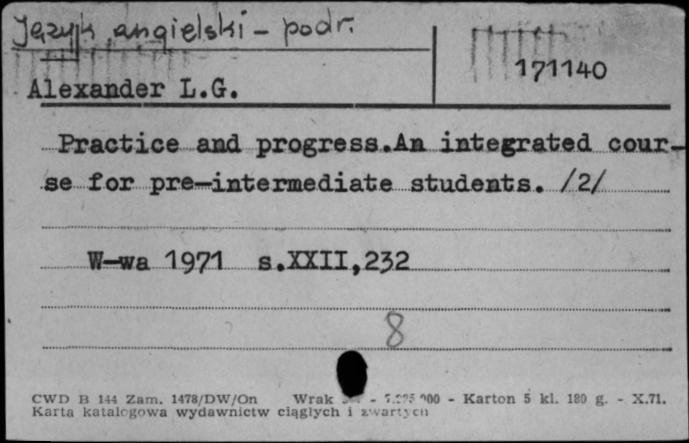 Język angielski - podr.
171140
Alexander L.G.
Practice and progress.An integrated cour-
se for pre-intermediate students. /2/
W-wa 1971 s.XXII,232
8
CWD B 144 Zam. 1478/DW/On Wrak - 000 - Karton 5 kl. 180 g. - X.71.
Karta katalogowa wydawnictw ciągłych i zwartych